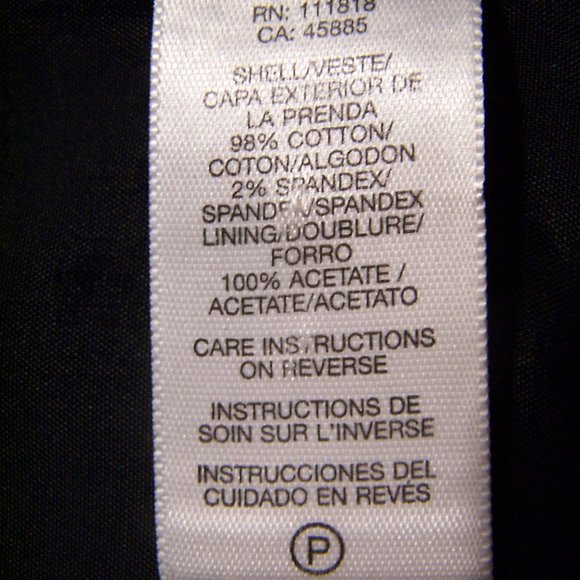 RN: 111818
CA: 45885
SHELL/VESTE/
CAPA EXTERIOR DE
LA PRENDA
98% COTTON/
COTON/ALGODON
2% SPANDEX/
SPANDEX/SPANDEX
LINING/DOUBLURE/
FORRO
100% ACETATE /
ACETATE/ACETATO
CARE INSTRUCTIONS
ON REVERSE
INSTRUCTIONS DE
SOIN SUR L'INVERSE
INSTRUCCIONES DEL
CUIDADO EN REVÉS
P